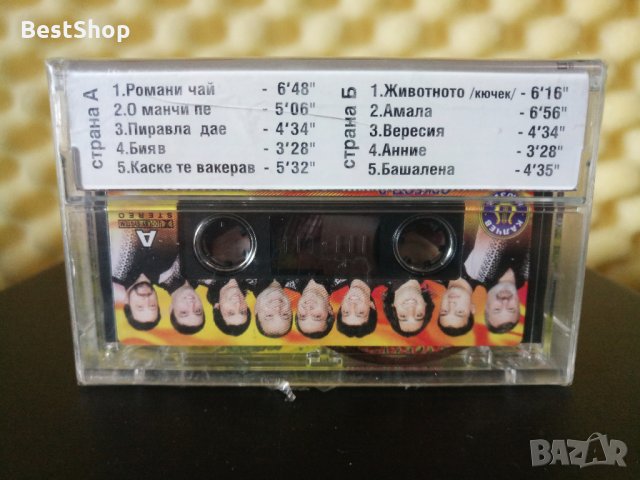 BestShop
страна А
1.Романи чай - 6'48"
2.О манчи пе - 5'06"
3.Пиравла дае - 4'34"
4.Бияв - 3'28"
5.Каске те вакерав - 5'32"
страна Б
1.Животното /кючек/ - 6'16"
2.Амала - 6'56"
3.Вересия - 4'34"
4.Анние - 3'28"
5.Башалена - 4'35"
STEREO
A
КАЛЧЕВ
BAZAR